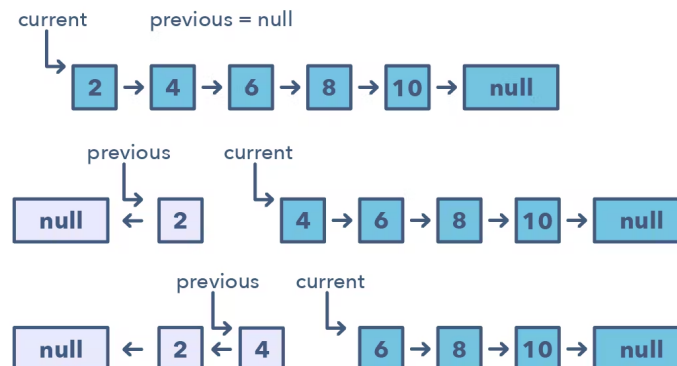 current previous = null
2 4 6 8 10 null
previous current
null 2 4 6 8 10 null
previous current
null 2 4 6 8 10 null